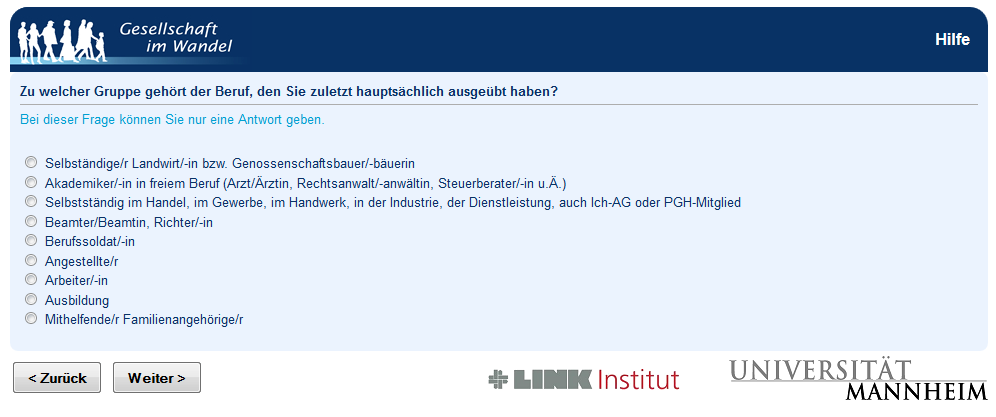 Gesellschaft
im Wandel
Hilfe
Zu welcher Gruppe gehört der Beruf, den Sie zuletzt hauptsächlich ausgeübt haben?
Bei dieser Frage können Sie nur eine Antwort geben.
Selbständige/r Landwirt/-in bzw. Genossenschaftsbauer/-bäuerin
Akademiker/-in in freiem Beruf (Arzt/Ärztin, Rechtsanwalt/-anwältin, Steuerberater/-in u.Ä.)
Selbstständig im Handel, im Gewerbe, im Handwerk, in der Industrie, der Dienstleistung, auch Ich-AG oder PGH-Mitglied
Beamter/Beamtin, Richter/-in
Berufssoldat/-in
Angestellte/r
Arbeiter/-in
Ausbildung
Mithelfende/r Familienangehörige/r
< Zurück
Weiter >
LINK Institut
UNIVERSITÄT
MANNHEIM